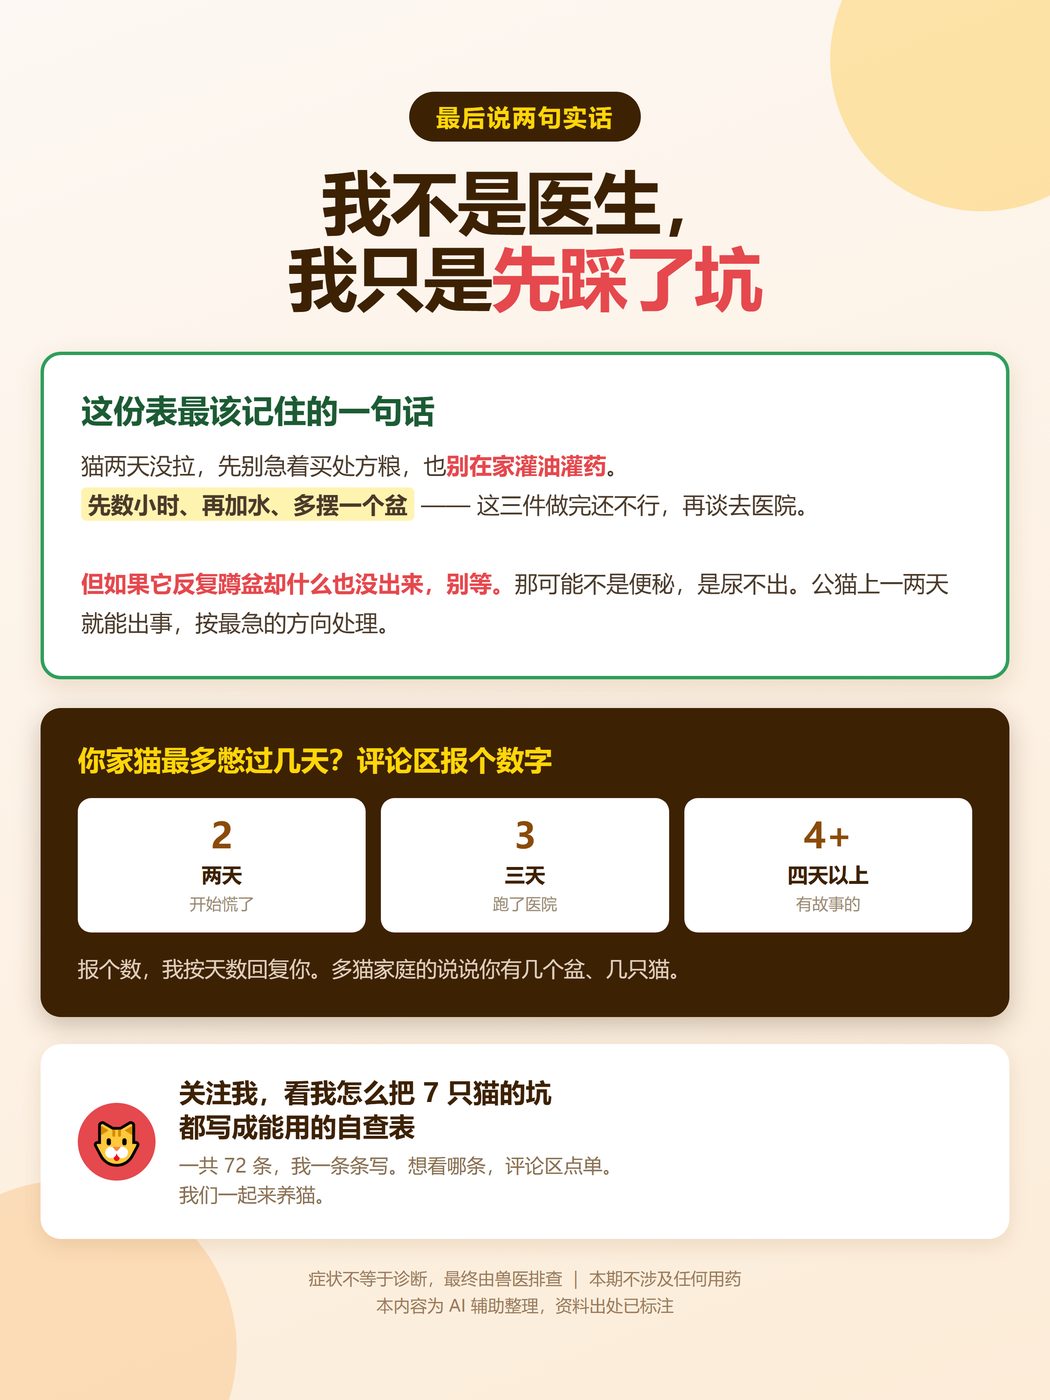 最后说两句实话
我不是医生，
我只是先踩了坑
这份表最该记住的一句话
猫两天没拉，先别急着买处方粮，也别在家灌油灌药。
先数小时、再加水、多摆一个盆 —— 这三件做完还不行，再谈去医院。
但如果它反复蹲盆却什么也没出来，别等。那可能不是便秘，是尿不出。公猫上一两天
就能出事，按最急的方向处理。
你家猫最多憋过几天？评论区报个数字
2
两天
开始慌了
3
三天
跑了医院
4+
四天以上
有故事的
报个数，我按天数回复你。多猫家庭的说说你有几个盆、几只猫。
关注我，看我怎么把 7 只猫的坑
都写成能用的自查表
一共 72 条，我一条条写。想看哪条，评论区点单。
我们一起来养猫。
症状不等于诊断，最终由兽医排查 ｜ 本期不涉及任何用药
本内容为 AI 辅助整理，资料出处已标注